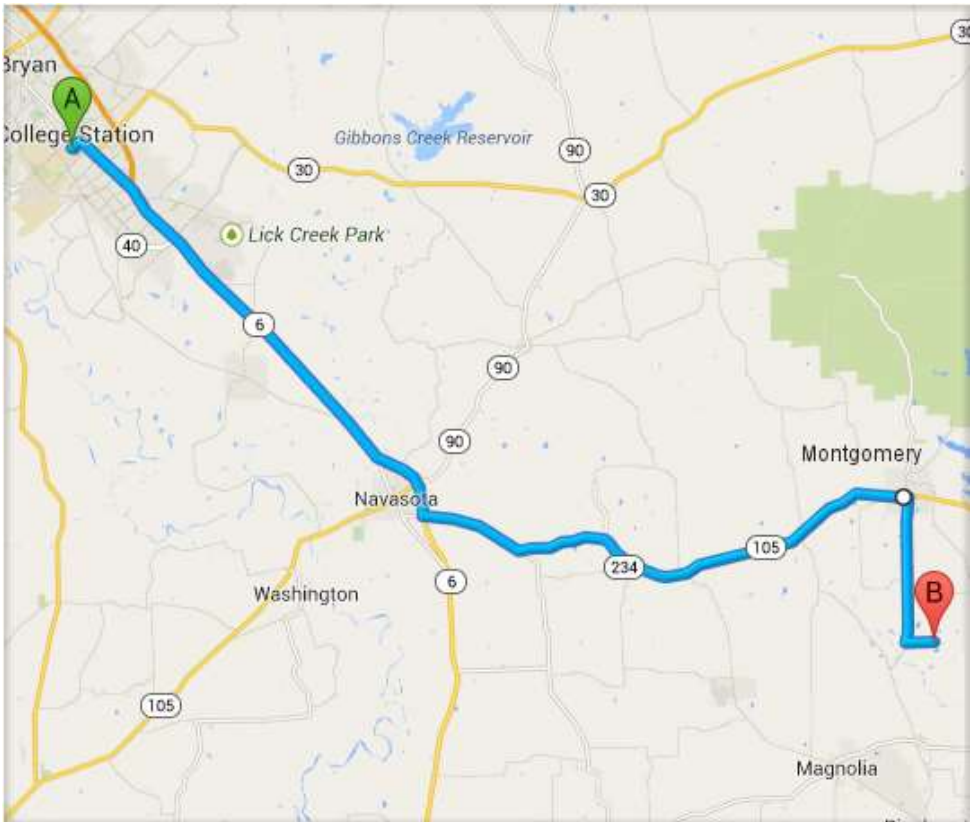 30
Bryan
A
College Station
Gibbons Creek Reservoir
90
30
30
Lick Creek Park
40
6
90
90
Montgomery
Navasota
105
234
6
B
Washington
105
Magnolia